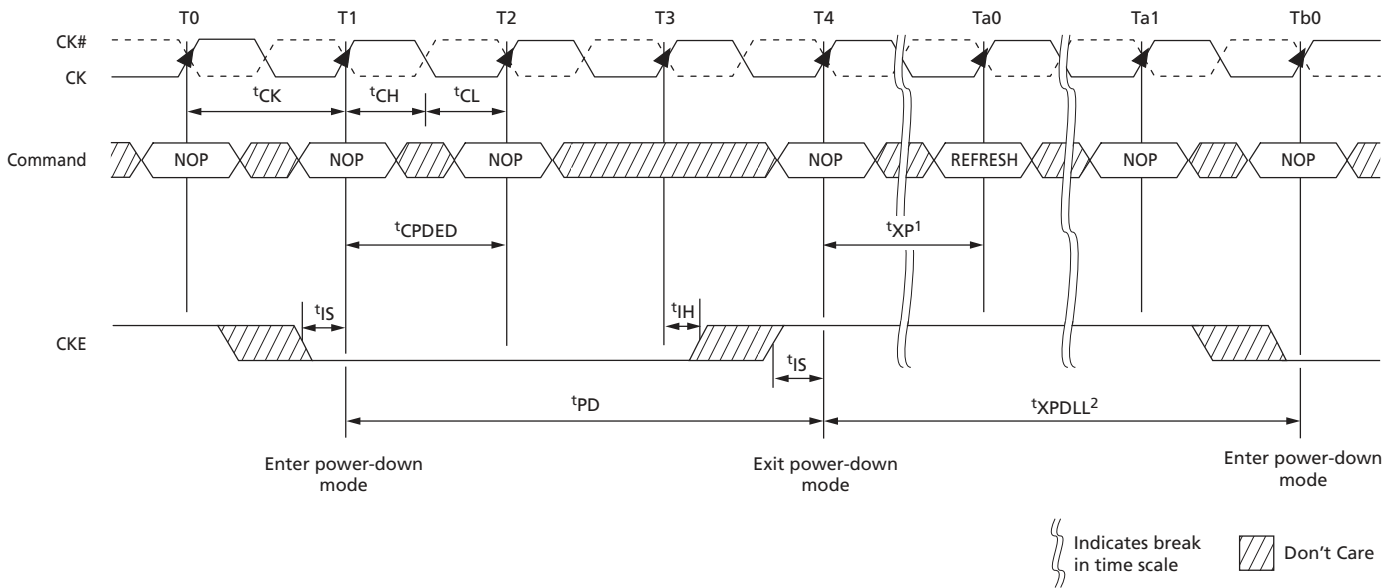 T0 T1 T2 T3 T4 Ta0 Ta1 Tb0
CK#
CK
tCK tCH tCL
Command NOP NOP NOP NOP REFRESH NOP NOP
tCPDED tXP1
tIS tIH
CKE
tIS
tPD tXPDLL2
Enter power-down
mode
Exit power-down
mode
Enter power-down
mode
Indicates break
in time scale
Don't Care